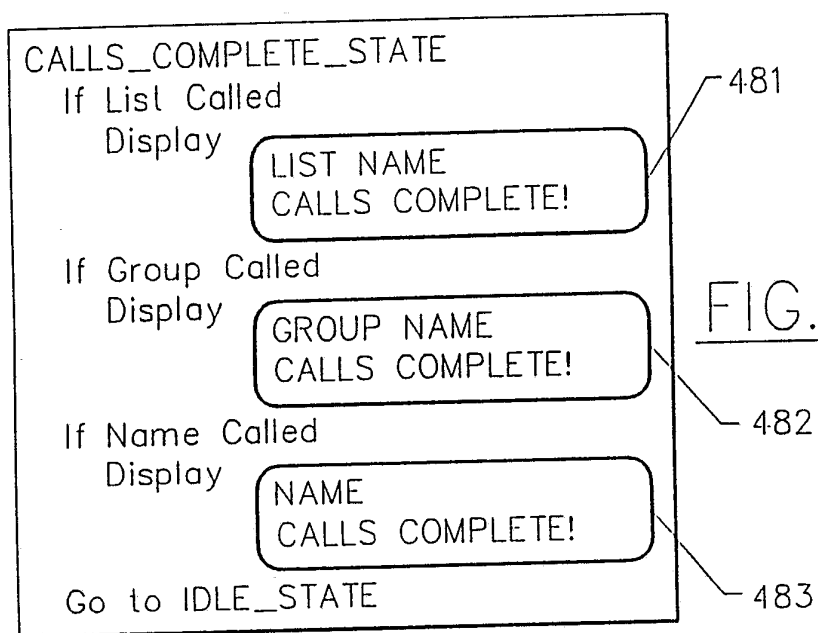 CALLS_COMPLETE_STATE
If List Called
Display
LIST NAME
CALLS COMPLETE!
481
If Group Called
Display
GROUP NAME
CALLS COMPLETE!
FIG.
482
If Name Called
Display
NAME
CALLS COMPLETE!
483
Go to IDLE_STATE